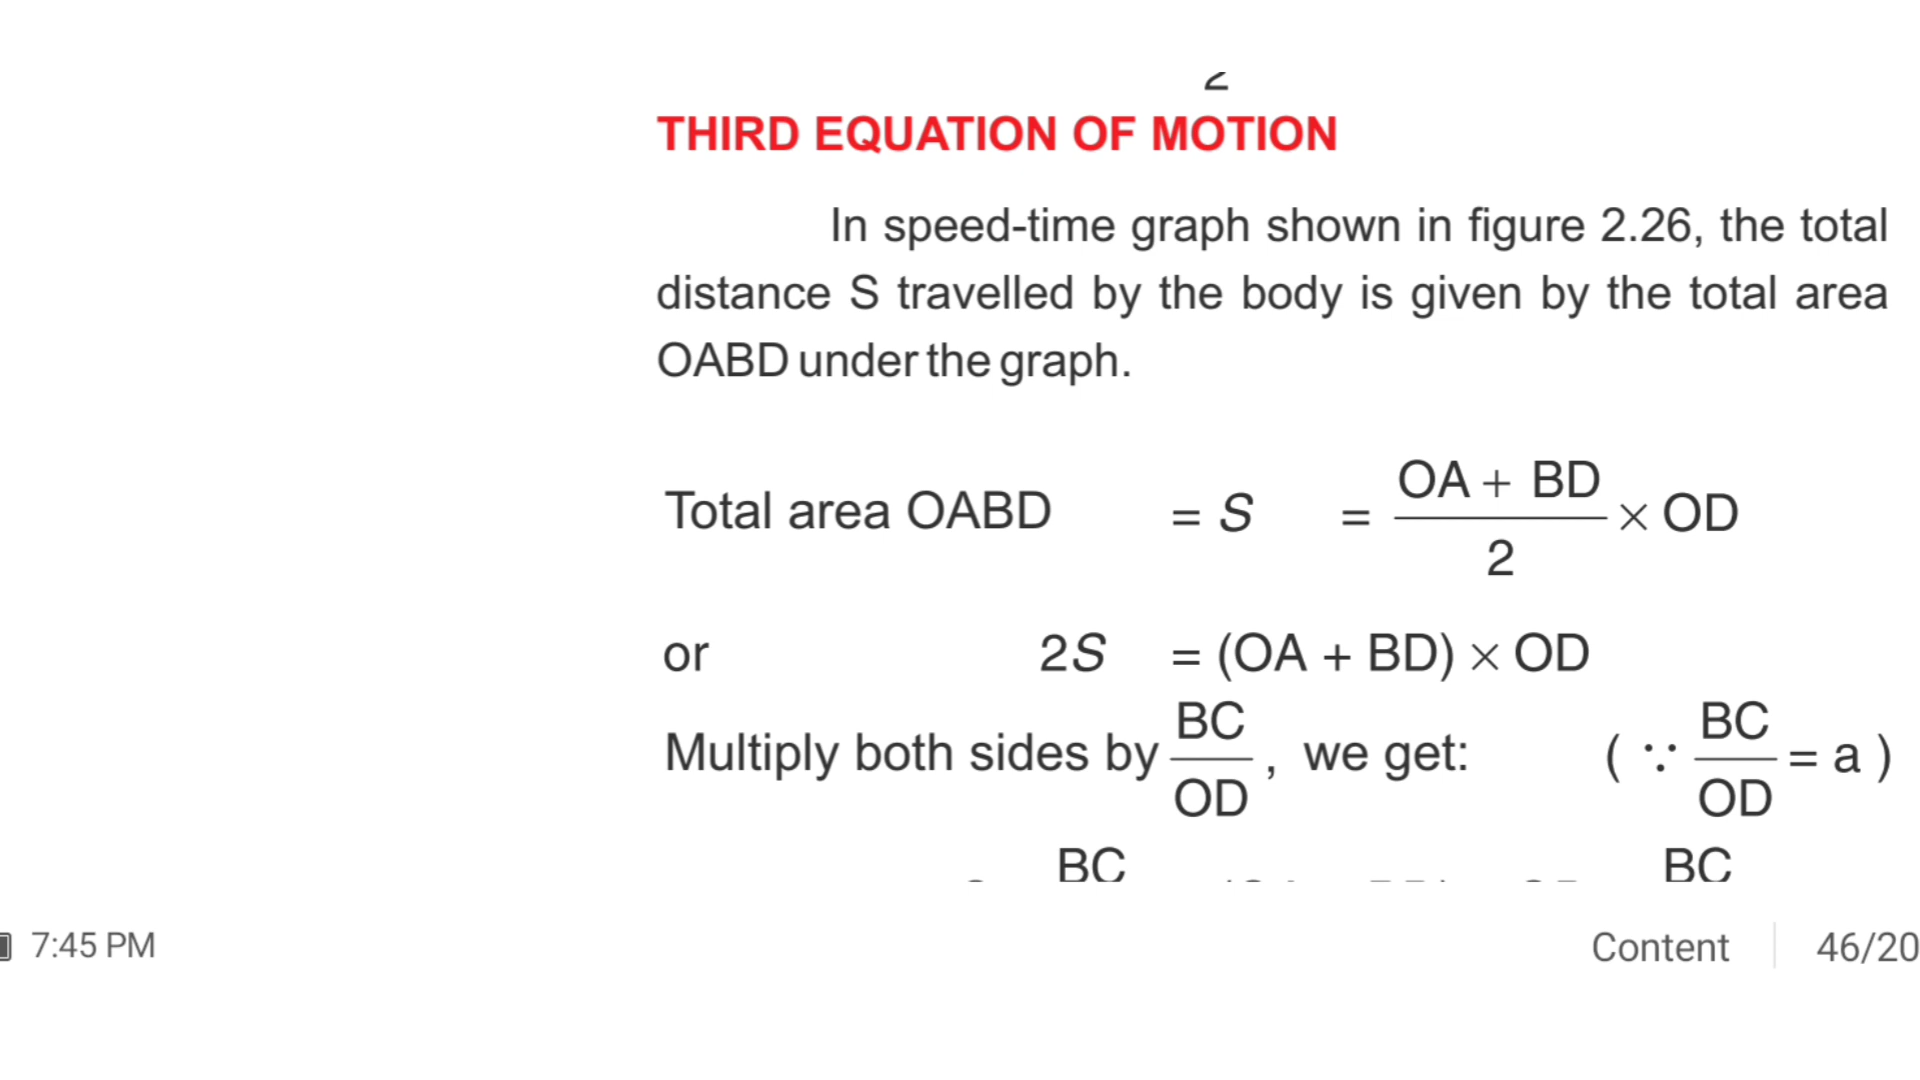 2
THIRD EQUATION OF MOTION
In speed-time graph shown in figure 2.26, the total
distance S travelled by the body is given by the total area
OABD under the graph.
Total area OABD = S = OA + BD / 2 × OD
or 2S = (OA + BD) × OD
Multiply both sides by BC / OD , we get: ( ∵ BC / OD = a )
BC BC
7:45 PM Content 46/20